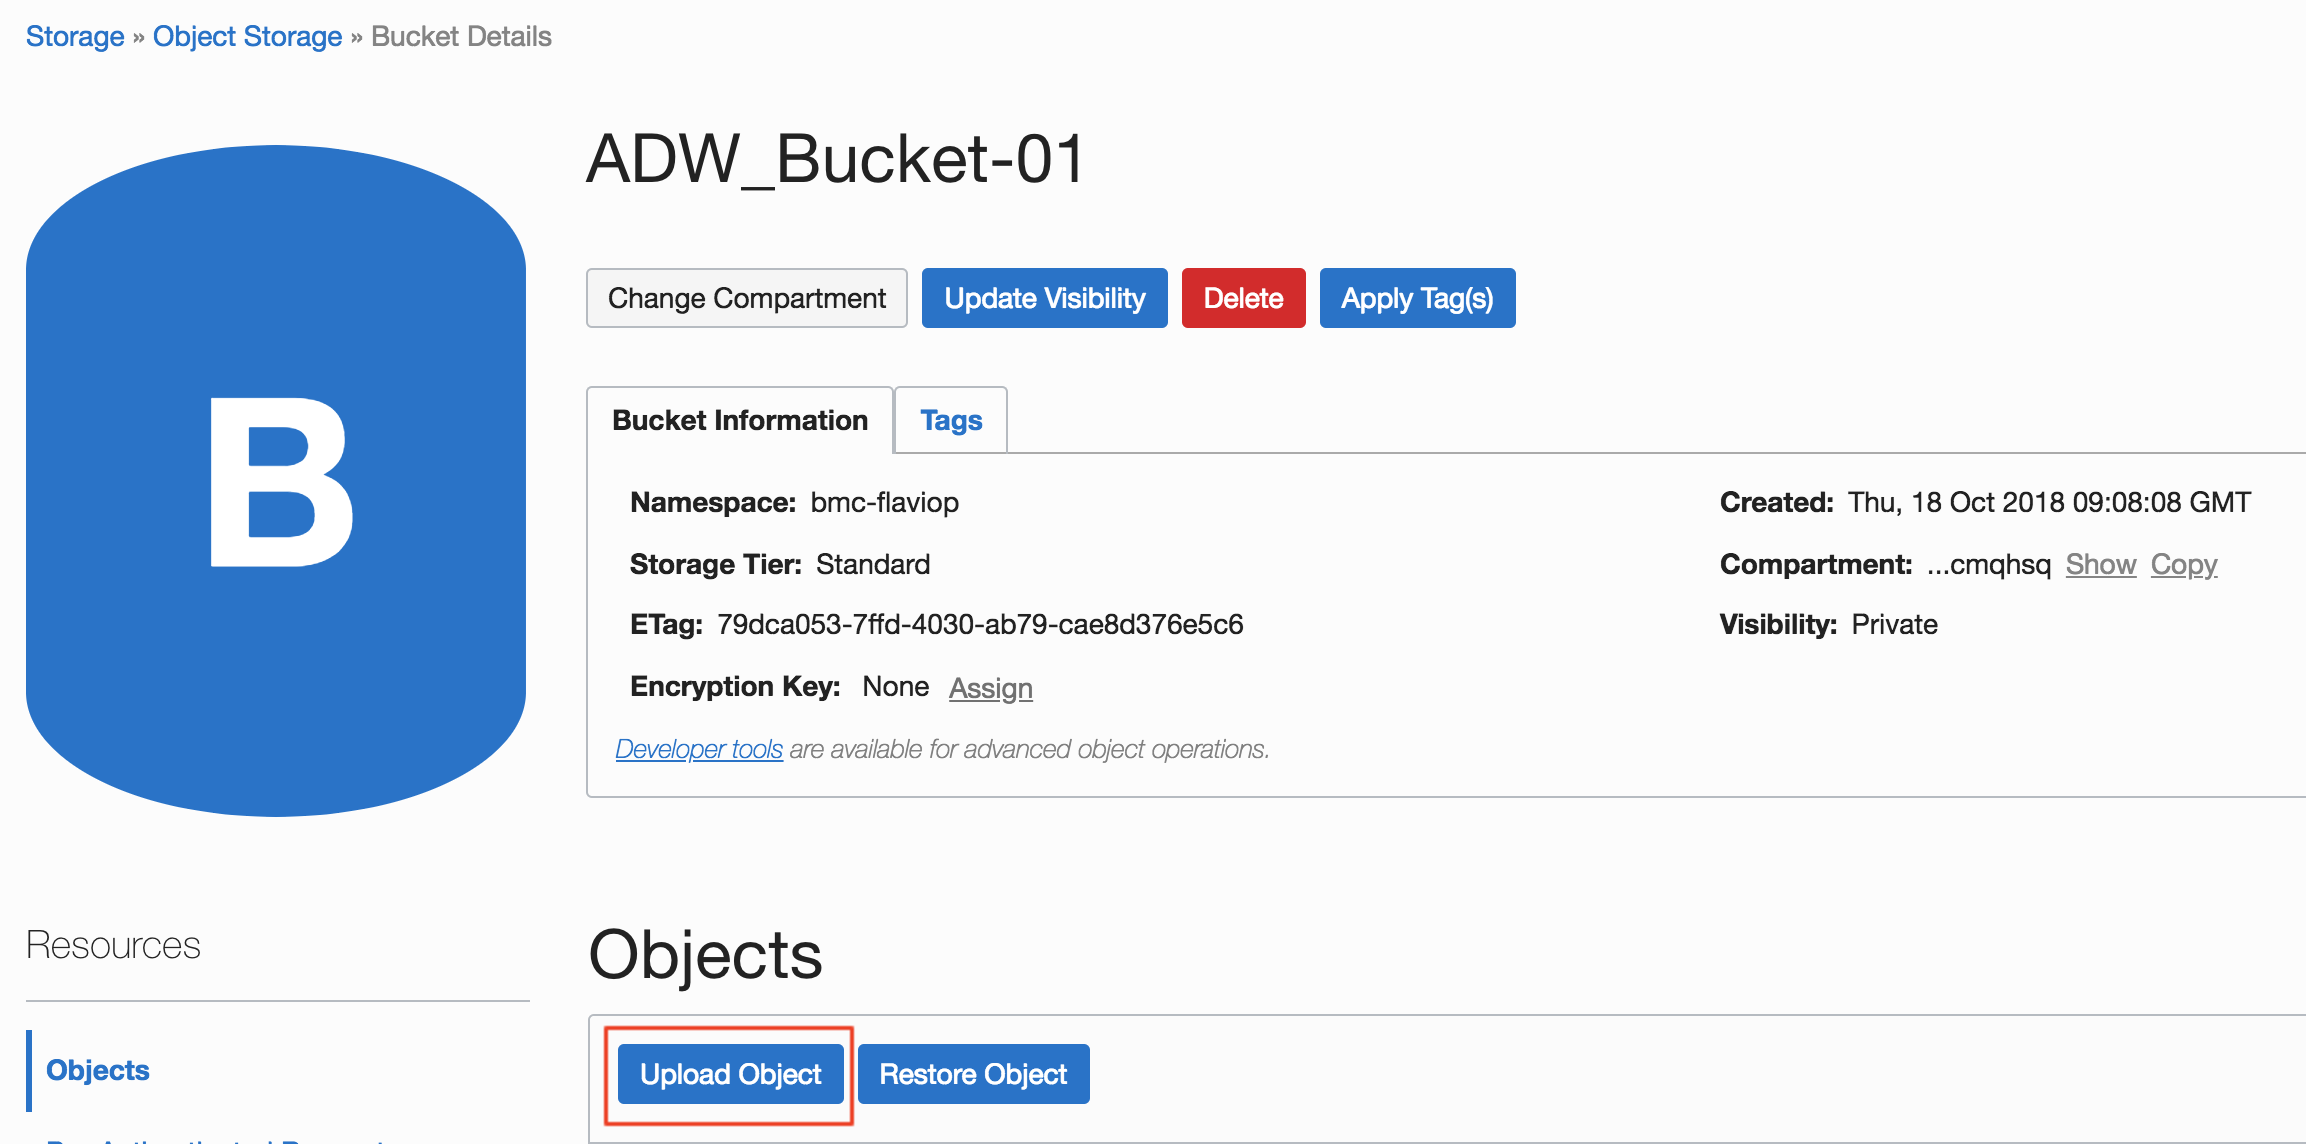 Storage » Object Storage » Bucket Details
ADW_Bucket-01
Change Compartment Update Visibility Delete Apply Tag(s)
B
Bucket Information Tags
Namespace: bmc-flaviop Created: Thu, 18 Oct 2018 09:08:08 GMT
Storage Tier: Standard Compartment: ...cmqhsq Show Copy
ETag: 79dca053-7ffd-4030-ab79-cae8d376e5c6 Visibility: Private
Encryption Key: None Assign
Developer tools are available for advanced object operations.
Resources
Objects
Objects
Upload Object Restore Object